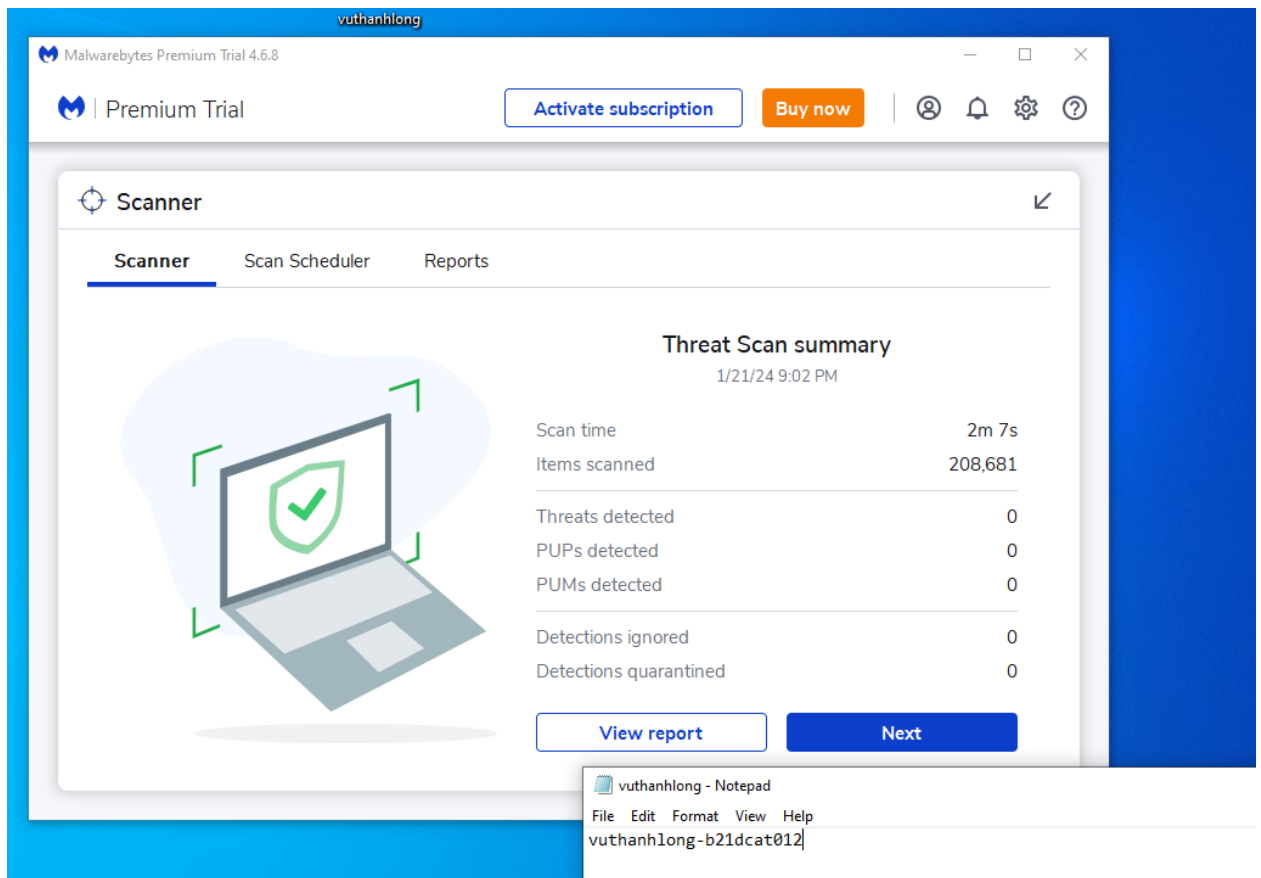 vuthanhlong
Malwarebytes Premium Trial 4.6.8
Premium Trial
Activate subscription
Buy now
Scanner
Scanner Scan Scheduler Reports
Threat Scan summary
1/21/24 9:02 PM
Scan time 2m 7s
Items scanned 208,681
Threats detected 0
PUPs detected 0
PUMs detected 0
Detections ignored 0
Detections quarantined 0
View report Next
vuthanhlong - Notepad
File Edit Format View Help
vuthanhlong-b21dcat012